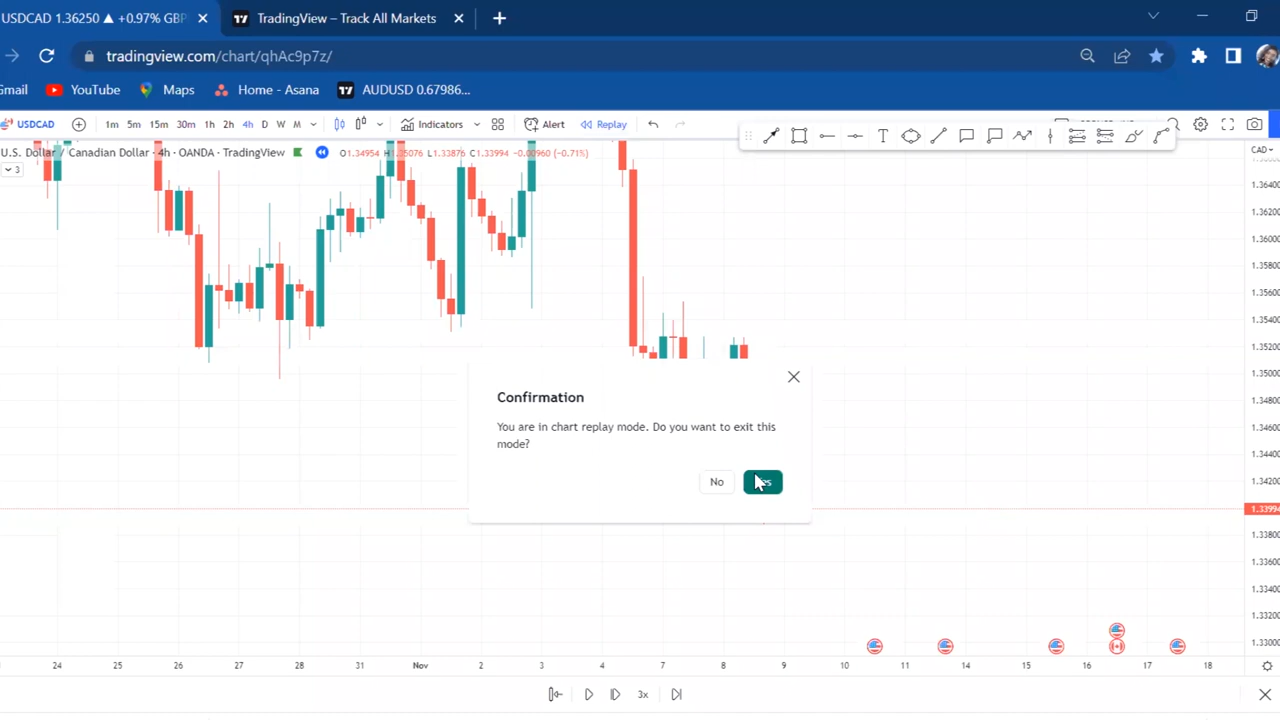 USDCAD 1.36250 ▲ +0.97% GBP
TradingView – Track All Markets
tradingview.com/chart/qhAc9p7z/
Gmail
YouTube
Maps
Home - Asana
AUDUSD 0.67986...
USDCAD
1m 5m 15m 30m 1h 2h 4h D W M
Indicators
Alert
Replay
U.S. Dollar / Canadian Dollar · 4h · OANDA · TradingView
O1.34954 H1.35076 L1.33876 C1.33994 -0.00960 (-0.71%)
CAD
3
1.36400
1.36200
1.36000
1.35800
1.35600
1.35400
1.35200
1.35000
1.34800
1.34600
1.34400
1.34200
1.33994
1.33800
1.33600
1.33400
1.33200
1.33000
Confirmation
You are in chart replay mode. Do you want to exit this
mode?
No
24 25 26 27 28 31 Nov 2 3 4 7 8 9 10 11 14 15 16 17 18
3x